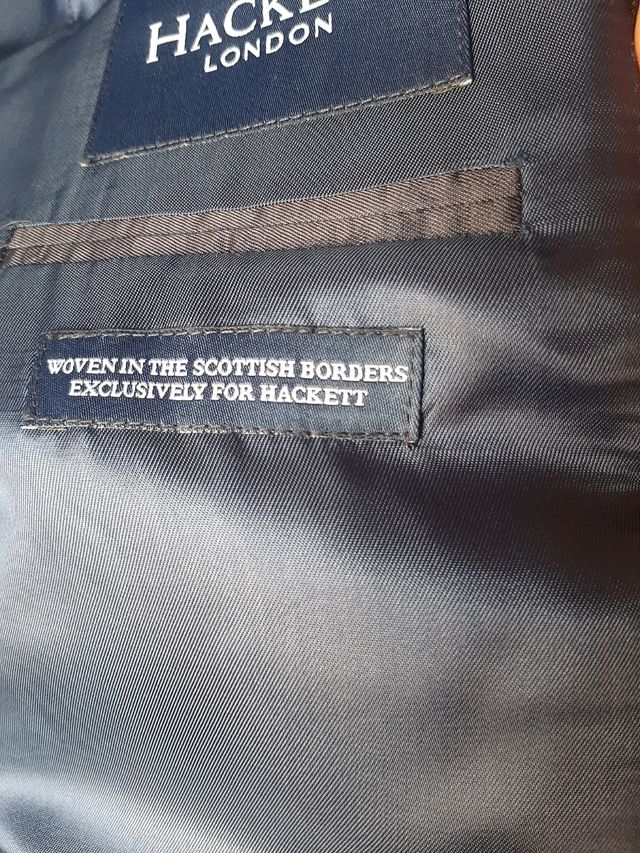 HACKE
LONDON
WOVEN IN THE SCOTTISH BORDERS
EXCLUSIVELY FOR HACKETT